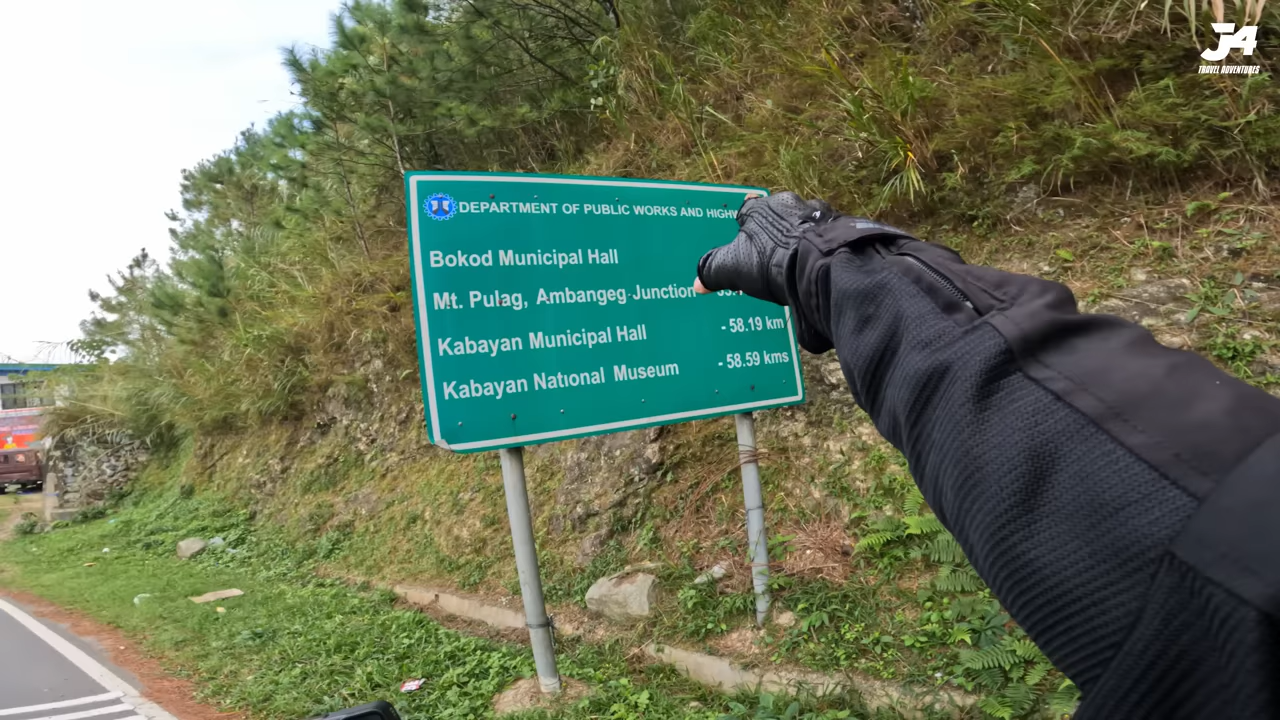 J4
TRAVEL ADVENTURES
DEPARTMENT OF PUBLIC WORKS AND
Bokod Municipal Hall
Mt. Pulag, Ambangeg Junction
Kabayan Municipal Hall - 58.19 km
Kabayan National Museum - 58.59 kms